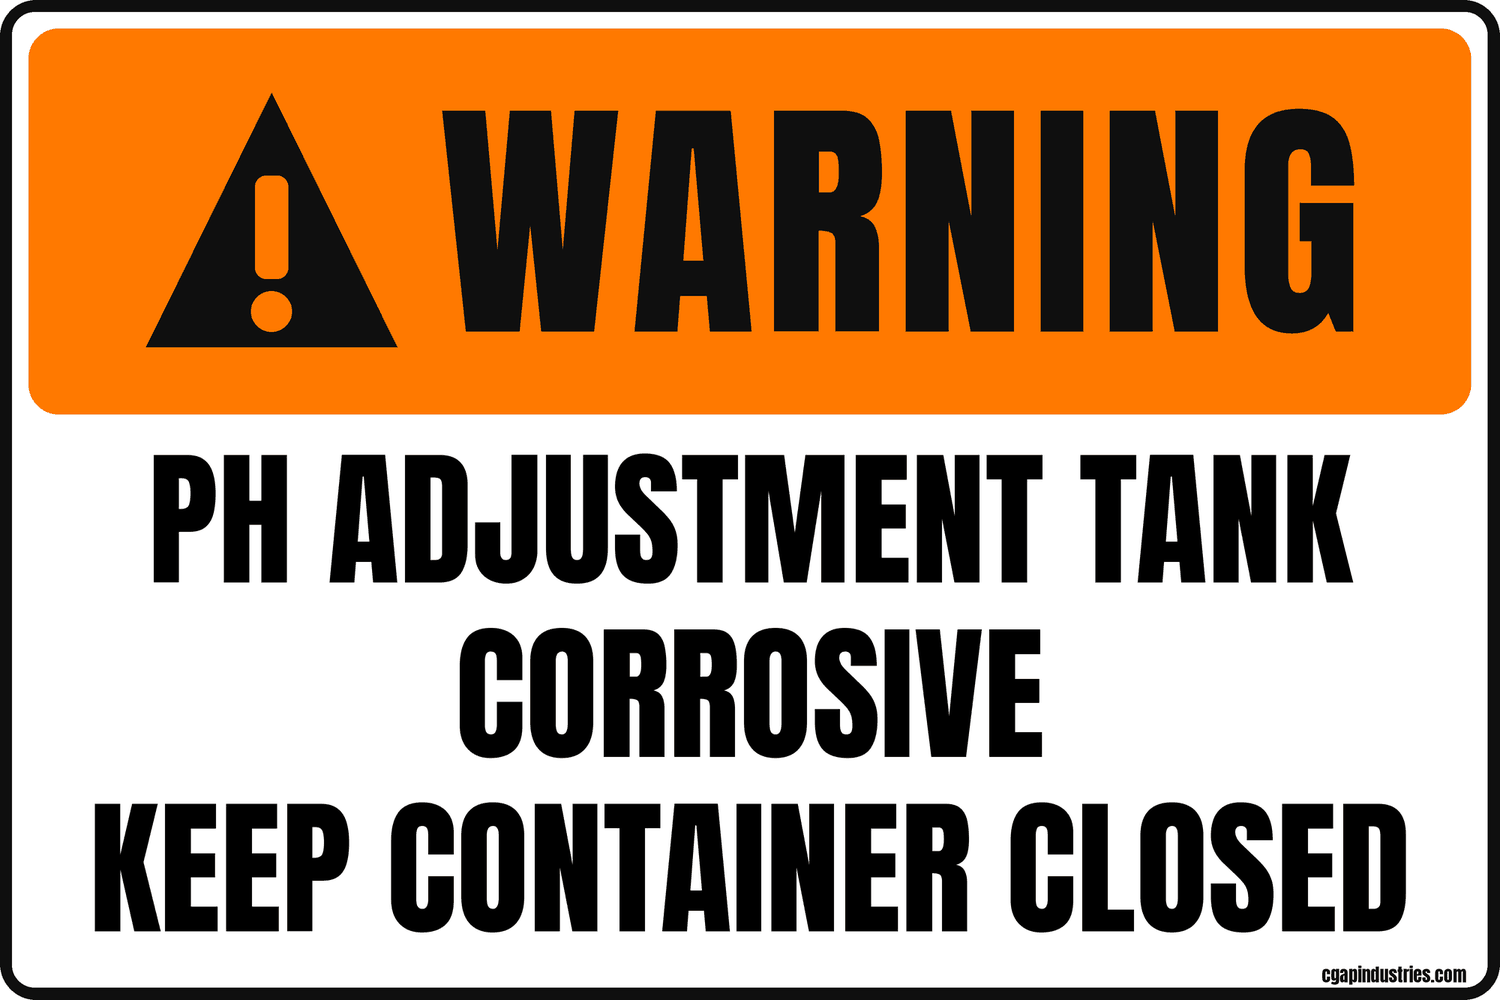 WARNING
PH ADJUSTMENT TANK
CORROSIVE
KEEP CONTAINER CLOSED
cgapindustries.com